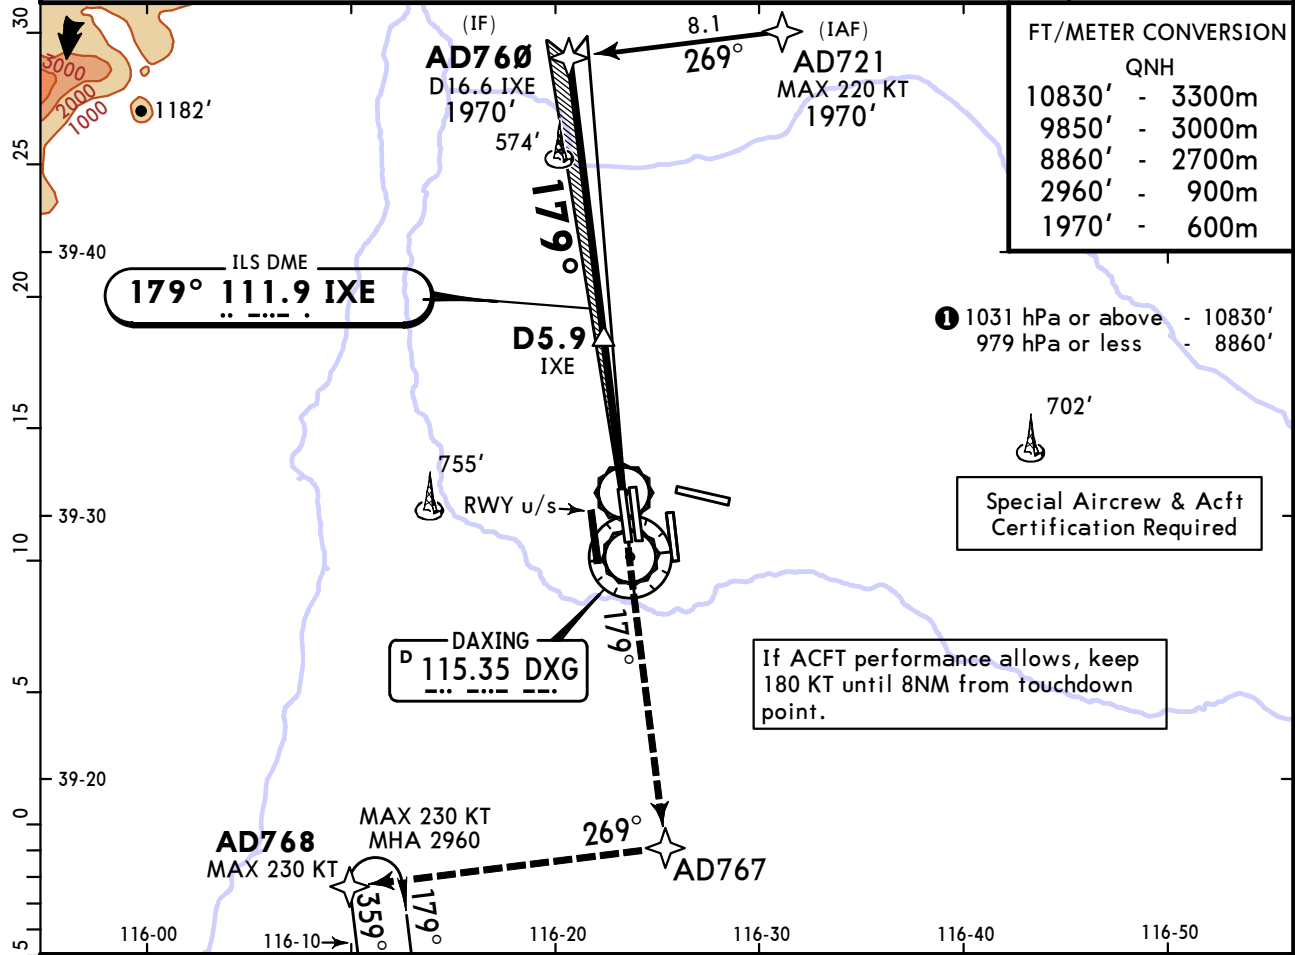 30
25
20
15
10
5
0
5
3000
2000
1000
1182'
(IF)
AD760
D16.6 IXE
1970'
574'
8.1
269°
(IAF)
AD721
MAX 220 KT
1970'
FT/METER CONVERSION
QNH
10830' - 3300m
9850' - 3000m
8860' - 2700m
2960' - 900m
1970' - 600m
179°
39-40
ILS DME
179° 111.9 IXE
D5.9
IXE
1 1031 hPa or above - 10830'
979 hPa or less - 8860'
702'
755'
RWY u/s
39-30
Special Aircrew & Acft
Certification Required
DAXING
D 115.35 DXG
179°
If ACFT performance allows, keep
180 KT until 8NM from touchdown
point.
39-20
MAX 230 KT
MHA 2960
AD768
MAX 230 KT
269°
AD767
359°
179°
116-00
116-10
116-20
116-30
116-40
116-50